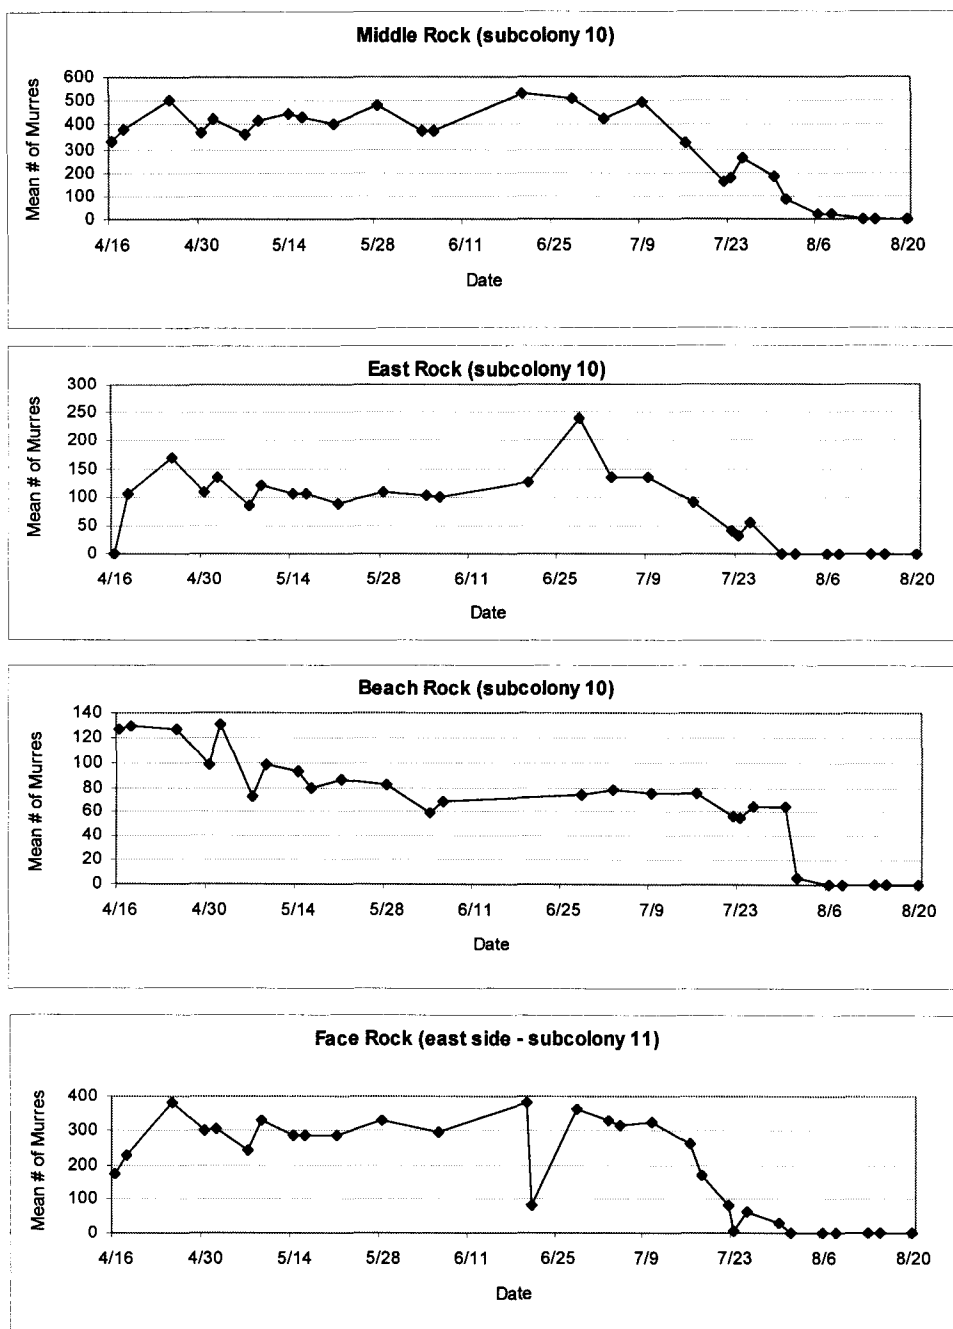 Middle Rock (subcolony 10)
600
500
400
300
200
100
0
Mean # of Murres
4/16 4/30 5/14 5/28 6/11 6/25 7/9 7/23 8/6 8/20
Date
East Rock (subcolony 10)
300
250
200
150
100
50
0
Mean # of Murres
4/16 4/30 5/14 5/28 6/11 6/25 7/9 7/23 8/6 8/20
Date
Beach Rock (subcolony 10)
140
120
100
80
60
40
20
0
Mean # of Murres
4/16 4/30 5/14 5/28 6/11 6/25 7/9 7/23 8/6 8/20
Date
Face Rock (east side - subcolony 11)
400
300
200
100
0
Mean # of Murres
4/16 4/30 5/14 5/28 6/11 6/25 7/9 7/23 8/6 8/20
Date